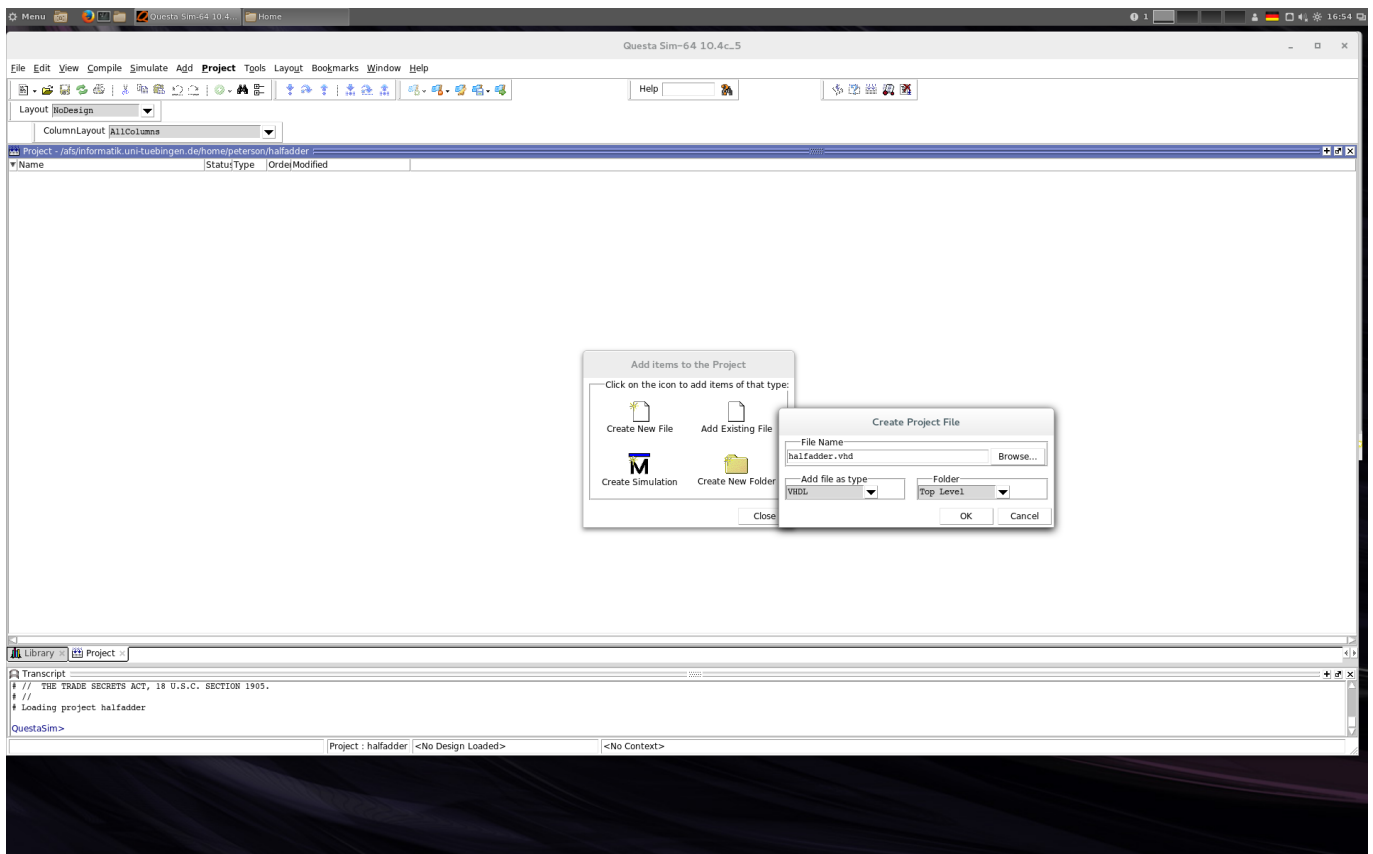 Menu Questa Sim-64 10.4... Home 1 16:54
Questa Sim-64 10.4c_5
File Edit View Compile Simulate Add Project Tools Layout Bookmarks Window Help
Help
Layout NoDesign
ColumnLayout AllColumns
Project - /afs/informatik.uni-tuebingen.de/home/peterson/halfadder
Name Status Type Order Modified
Add items to the Project
Click on the icon to add items of that type:
Create New File Add Existing File
Create Simulation Create New Folder
Close
Create Project File
File Name
halfadder.vhd Browse...
Add file as type Folder
VHDL Top Level
OK Cancel
Library Project
Transcript
# // THE TRADE SECRETS ACT, 18 U.S.C. SECTION 1905.
# //
# Loading project halfadder
QuestaSim>
Project : halfadder <No Design Loaded> <No Context>